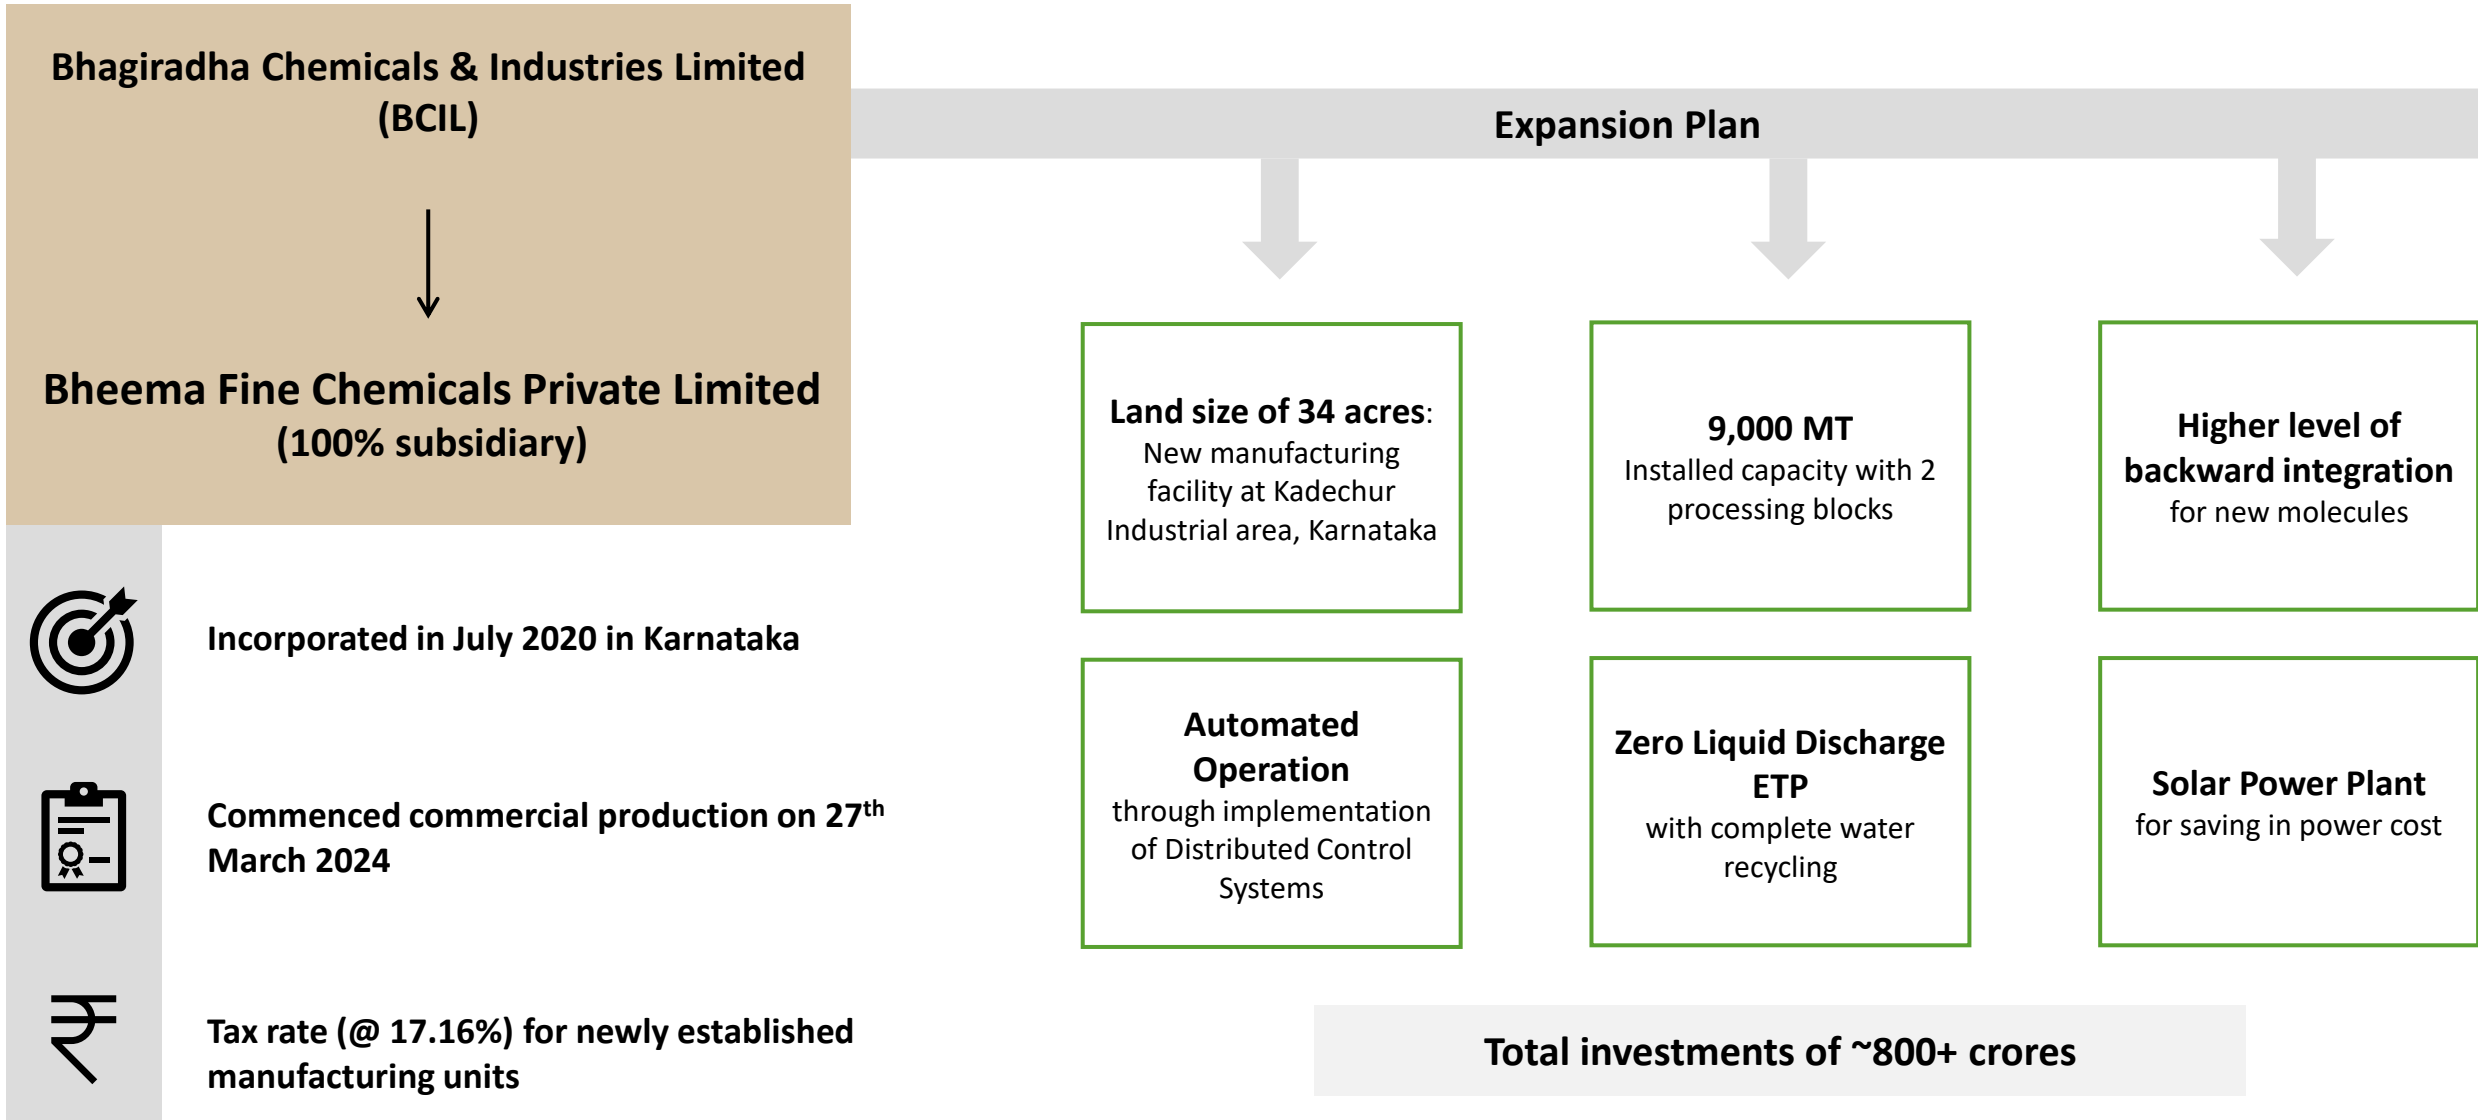 Bhagiradha Chemicals & Industries Limited
(BCIL)
Bheema Fine Chemicals Private Limited
(100% subsidiary)
Incorporated in July 2020 in Karnataka
Commenced commercial production on 27th
March 2024
Tax rate (@ 17.16%) for newly established
manufacturing units
Expansion Plan
Land size of 34 acres:
New manufacturing
facility at Kadechur
Industrial area, Karnataka
9,000 MT
Installed capacity with 2
processing blocks
Higher level of
backward integration
for new molecules
Automated
Operation
through implementation
of Distributed Control
Systems
Zero Liquid Discharge
ETP
with complete water
recycling
Solar Power Plant
for saving in power cost
Total investments of ~800+ crores